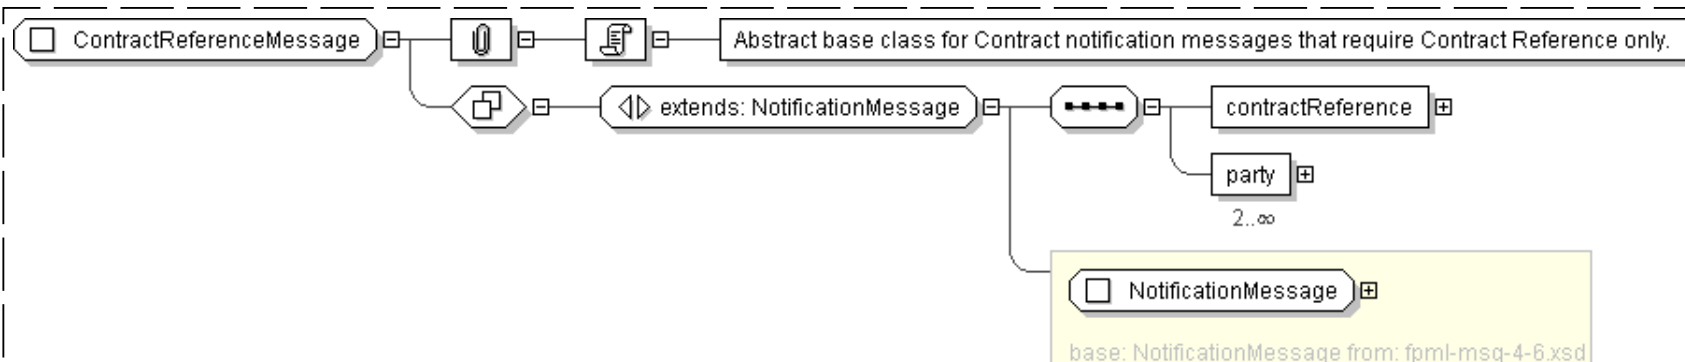 ContractReferenceMessage
Abstract base class for Contract notification messages that require Contract Reference only.
extends: NotificationMessage
contractReference
party
2..∞
NotificationMessage
base: NotificationMessage from: fpml-msg-4-6.xsd